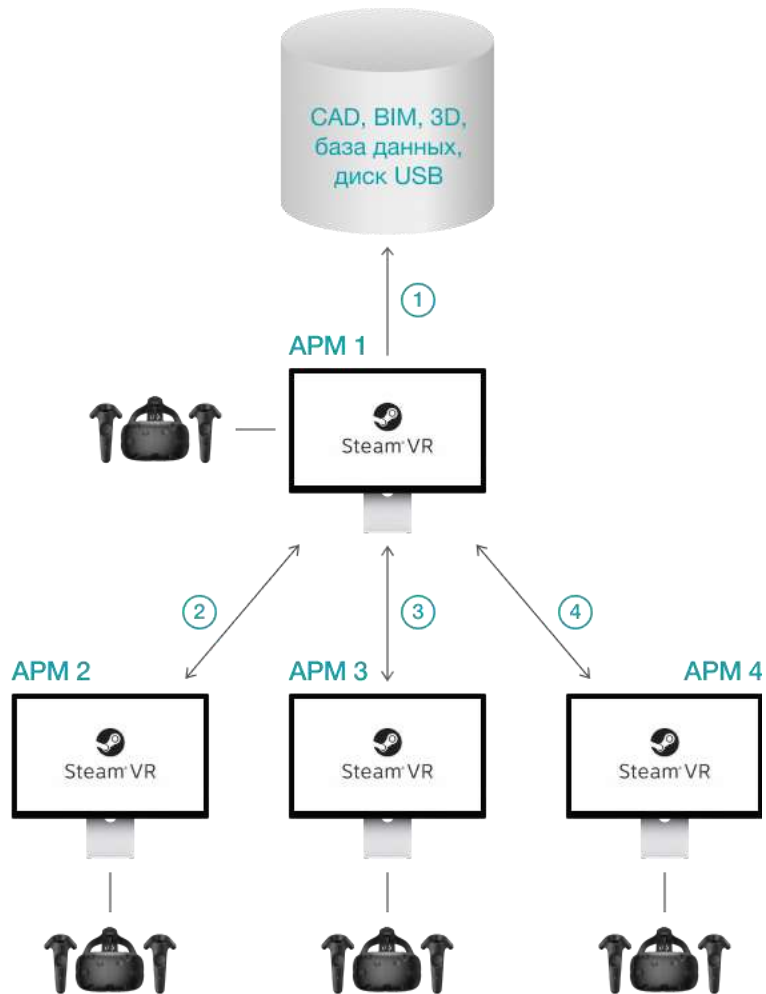 CAD, BIM, 3D,
база данных,
диск USB
1
АРМ 1
Steam VR
2
3
4
АРМ 2
АРМ 3
АРМ 4
Steam VR
Steam VR
Steam VR